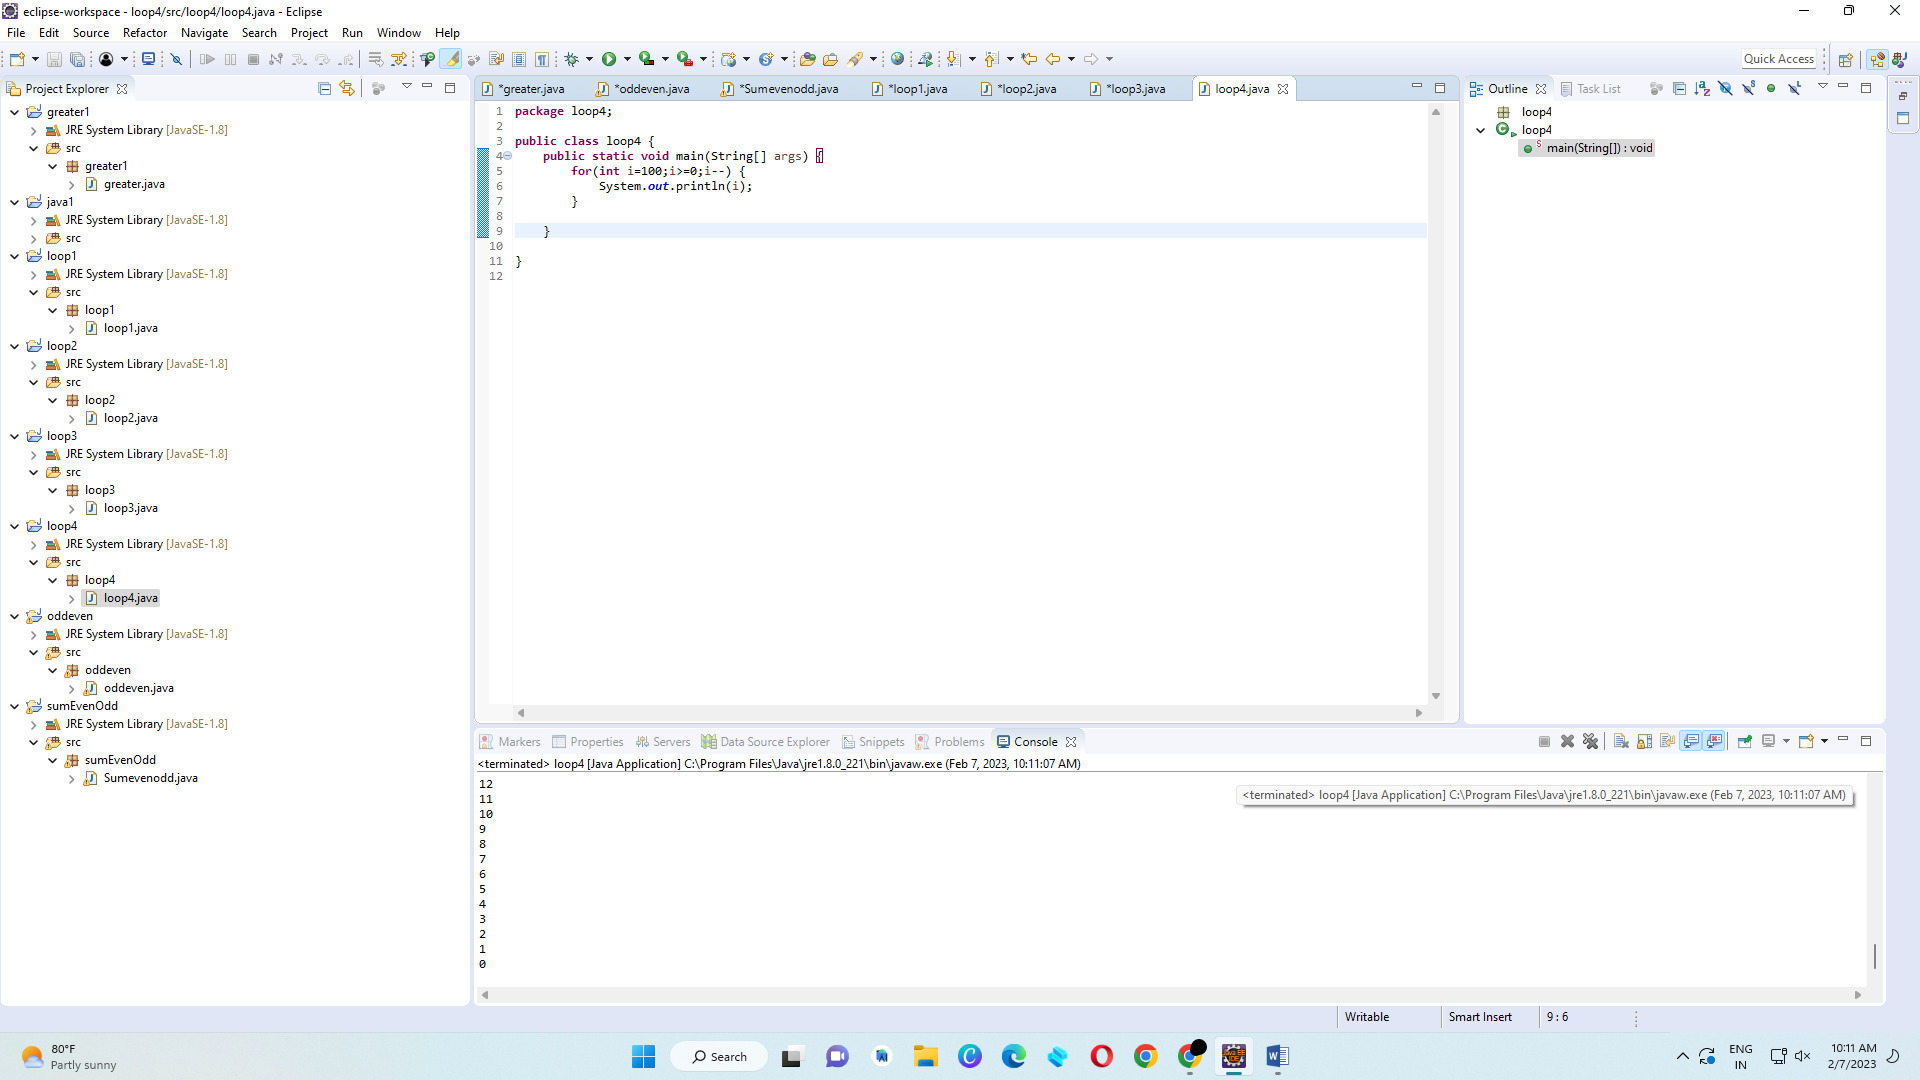 eclipse-workspace - loop4/src/loop4/loop4.java - Eclipse
File Edit Source Refactor Navigate Search Project Run Window Help
Quick Access
Project Explorer
greater1
JRE System Library [JavaSE-1.8]
src
greater1
greater.java
java1
JRE System Library [JavaSE-1.8]
src
loop1
JRE System Library [JavaSE-1.8]
src
loop1
loop1.java
loop2
JRE System Library [JavaSE-1.8]
src
loop2
loop2.java
loop3
JRE System Library [JavaSE-1.8]
src
loop3
loop3.java
loop4
JRE System Library [JavaSE-1.8]
src
loop4
loop4.java
oddeven
JRE System Library [JavaSE-1.8]
src
oddeven
oddeven.java
sumEvenOdd
JRE System Library [JavaSE-1.8]
src
sumEvenOdd
Sumevenodd.java
*greater.java *oddeven.java *Sumevenodd.java *loop1.java *loop2.java *loop3.java loop4.java
1 package loop4;
2
3 public class loop4 {
4 public static void main(String[] args) {
5 for(int i=100;i>=0;i--) {
6 System.out.println(i);
7 }
8
9 }
10
11 }
12
Outline Task List
loop4
loop4
main(String[]) : void
Markers Properties Servers Data Source Explorer Snippets Problems Console
<terminated> loop4 [Java Application] C:\Program Files\Java\jre1.8.0_221\bin\javaw.exe (Feb 7, 2023, 10:11:07 AM)
<terminated> loop4 [Java Application] C:\Program Files\Java\jre1.8.0_221\bin\javaw.exe (Feb 7, 2023, 10:11:07 AM)
12
11
10
9
8
7
6
5
4
3
2
1
0
Writable Smart Insert 9 : 6
80°F
Partly sunny
Search
ENG
IN
10:11 AM
2/7/2023